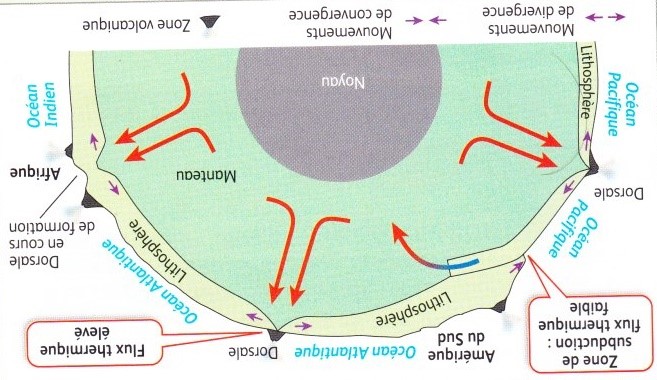 Zone de
subduction :
flux thermique
faible
Amérique
du Sud
Océan Atlantique
Dorsale
Flux thermique
élevé
Lithosphère
Océan
Pacifique
Océan Atlantique
Lithosphère
Dorsale
en cours
de formation
Dorsale
Manteau
Afrique
Océan
Pacifique
Lithosphère
Noyau
Océan
Indien
Mouvements
de divergence
Mouvements
de convergence
Zone volcanique